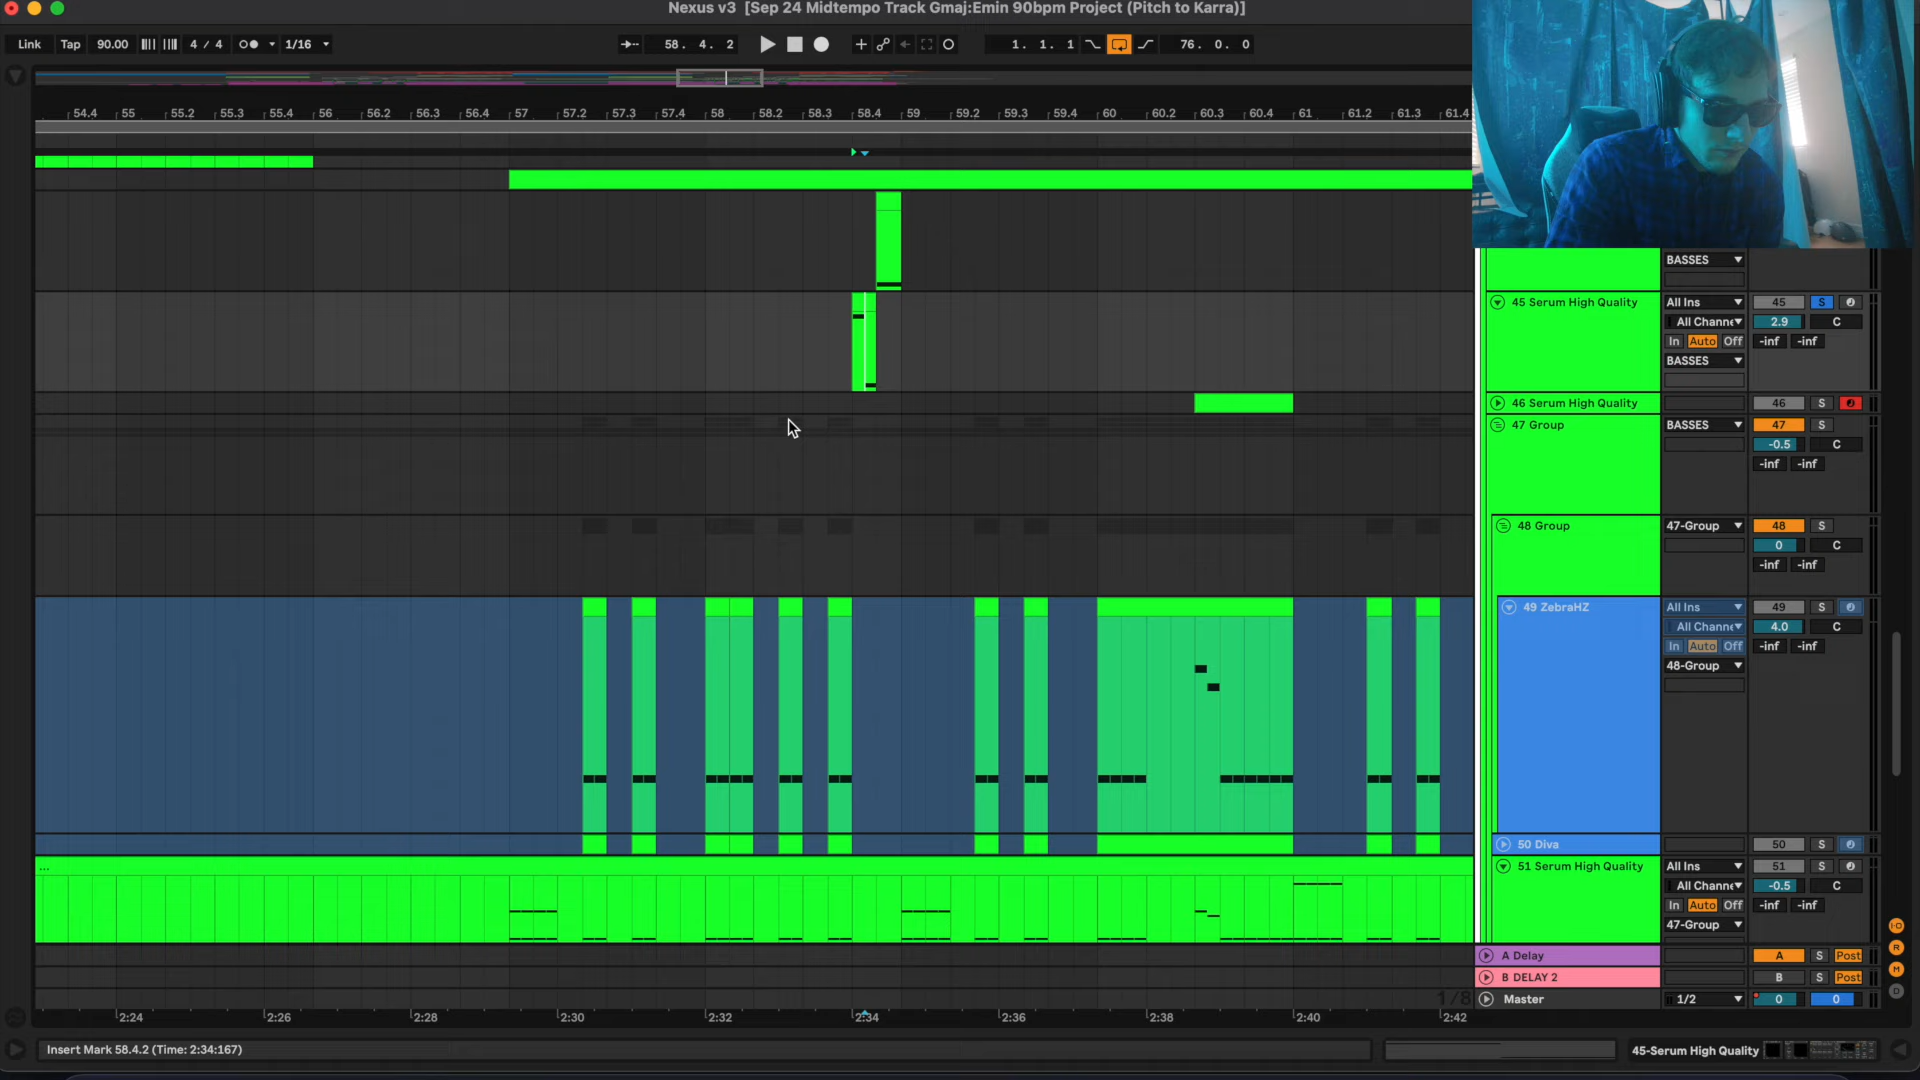 Nexus v3  [Sep 24 Midtempo Track Gmaj:Emin 90bpm Project (Pitch to Karra)]
Link Tap 90.00 4 / 4 1/16 58. 4. 2 1. 1. 1 76. 0. 0
54.4 55 55.2 55.3 55.4 56 56.2 56.3 56.4 57 57.2 57.3 57.4 58 58.2 58.3 58.4 59 59.2 59.3 59.4 60 60.2 60.3 60.4 61 61.2 61.3 61.4
BASSES
45 Serum High Quality All Ins 45 S
All Channe 2.9 C
In Auto Off -inf -inf
BASSES
46 Serum High Quality 46 S
47 Group BASSES 47 S
-0.5 C
-inf -inf
48 Group 47-Group 48 S
0 C
-inf -inf
49 ZebraHZ All Ins 49 S
All Channe 4.0 C
In Auto Off -inf -inf
48-Group
50 Diva 50 S
... 51 Serum High Quality All Ins 51 S
All Channe -0.5 C
In Auto Off -inf -inf
47-Group
A Delay A S Post
B DELAY 2 B S Post
1/8 Master 1/2 0 0
I·O
R
M
D
2:24 2:26 2:28 2:30 2:32 2:34 2:36 2:38 2:40 2:42
Insert Mark 58.4.2 (Time: 2:34:167) 45-Serum High Quality